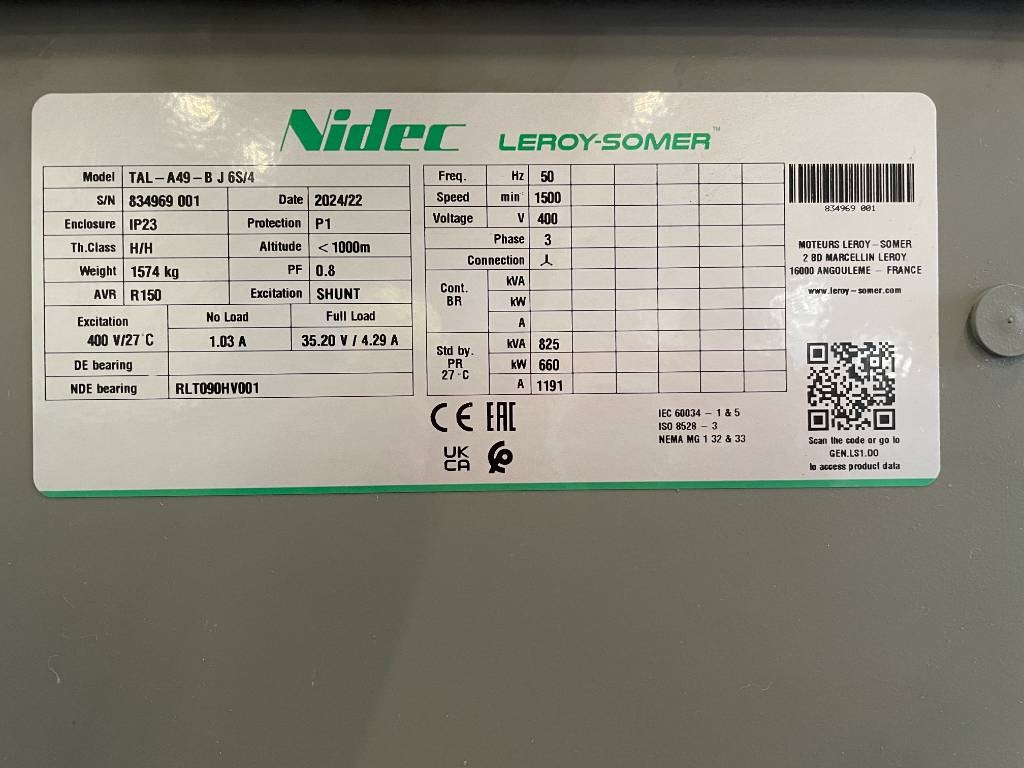 Nidec LEROY-SOMER™
Model TAL-A49-B J 6S/4
S/N 834969 001 Date 2024/22
Enclosure IP23 Protection P1
Th.Class H/H Altitude < 1000m
Weight 1574 kg PF 0.8
AVR R150 Excitation SHUNT
Excitation No Load Full Load
400 V/27°C 1.03 A 35.20 V / 4.29 A
DE bearing
NDE bearing RLT090HV001
Freq. Hz 50
Speed min⁻ 1500
Voltage V 400
Phase 3
Connection
Cont. BR kVA
kW
A
Std by. PR 27°C kVA 825
kW 660
A 1191
CE EAC
UK
CA
IEC 60034 - 1 & 5
ISO 8528 - 3
NEMA MG 1 32 & 33
834969 001
MOTEURS LEROY-SOMER
2 BD MARCELLIN LEROY
16000 ANGOULEME - FRANCE
www.leroy-somer.com
Scan the code or go to
GEN.LS1.DO
to access product data